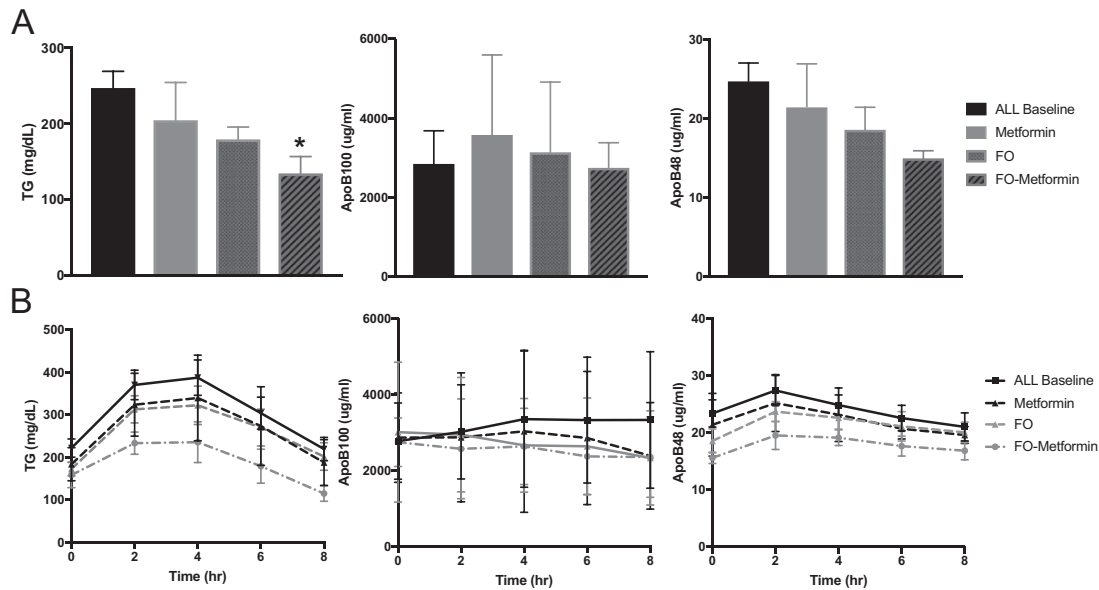 A
TG (mg/dL)
300
200
100
0
*
ApoB100 (ug/ml)
6000
4000
2000
0
ApoB48 (ug/ml)
30
20
10
0
ALL Baseline
Metformin
FO
FO-Metformin
B
TG (mg/dL)
500
400
300
200
100
0
0 2 4 6 8
Time (hr)
ApoB100 (ug/ml)
6000
4000
2000
0
0 2 4 6 8
Time (hr)
ApoB48 (ug/ml)
40
30
20
10
0
0 2 4 6 8
Time (hr)
ALL Baseline
Metformin
FO
FO-Metformin